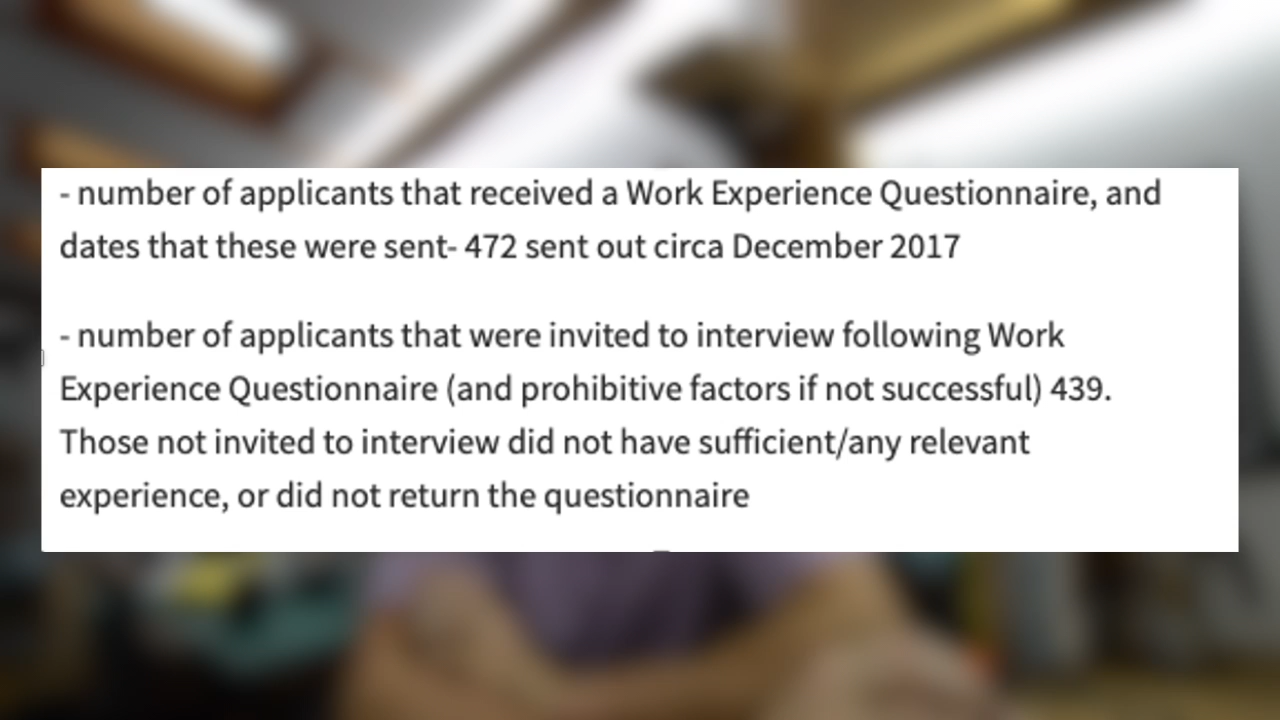 - number of applicants that received a Work Experience Questionnaire, and
dates that these were sent- 472 sent out circa December 2017
- number of applicants that were invited to interview following Work
Experience Questionnaire (and prohibitive factors if not successful) 439.
Those not invited to interview did not have sufficient/any relevant
experience, or did not return the questionnaire